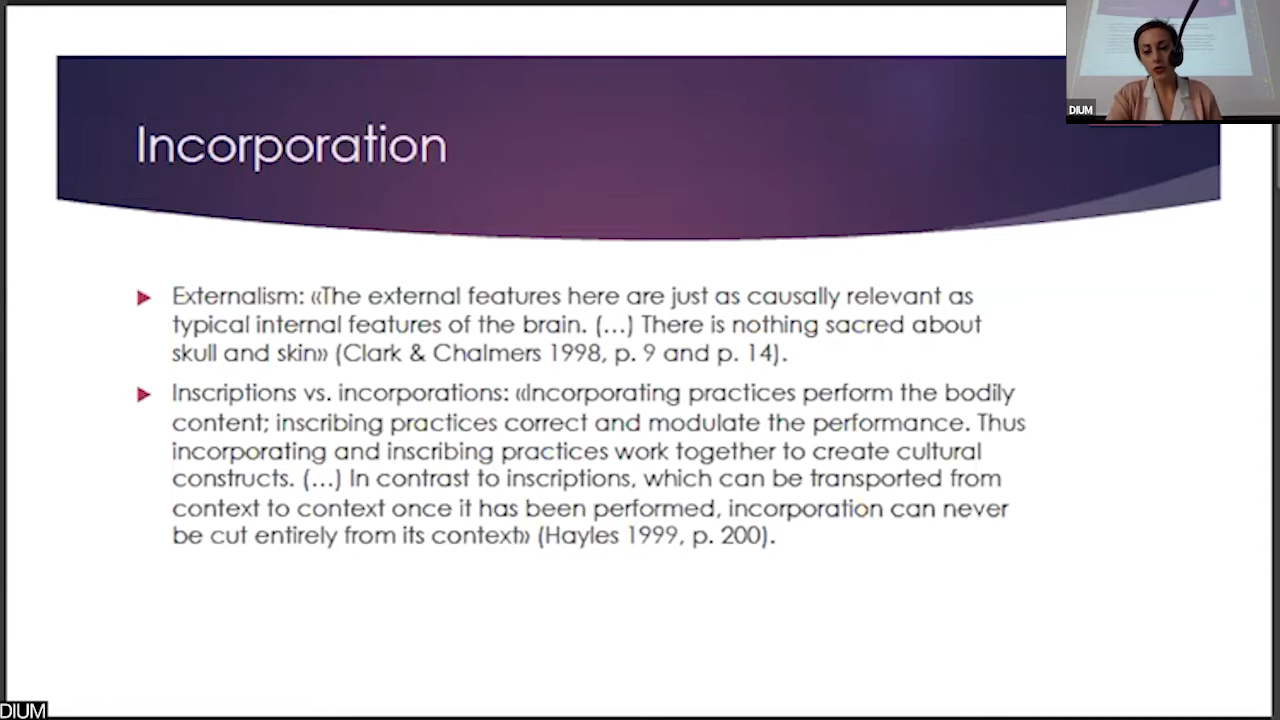 DIUM
Incorporation
Externalism: «The external features here are just as causally relevant as
typical internal features of the brain. (…) There is nothing sacred about
skull and skin» (Clark & Chalmers 1998, p. 9 and p. 14).
Inscriptions vs. incorporations: «Incorporating practices perform the bodily
content; inscribing practices correct and modulate the performance. Thus
incorporating and inscribing practices work together to create cultural
constructs. (…) In contrast to inscriptions, which can be transported from
context to context once it has been performed, incorporation can never
be cut entirely from its context» (Hayles 1999, p. 200).
DIUM